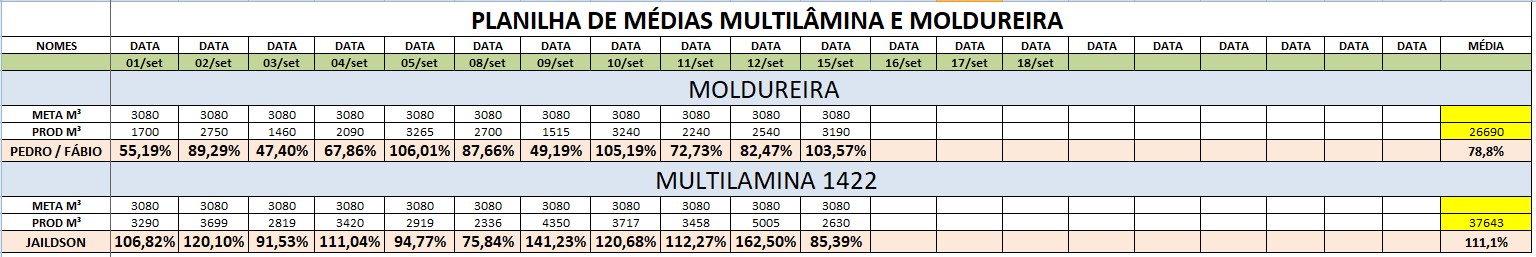 PLANILHA DE MÉDIAS MULTILÂMINA E MOLDUREIRA
NOMES DATA DATA DATA DATA DATA DATA DATA DATA DATA DATA DATA DATA DATA DATA DATA DATA DATA DATA DATA MÉDIA
01/set 02/set 03/set 04/set 05/set 08/set 09/set 10/set 11/set 12/set 15/set 16/set 17/set 18/set
MOLDUREIRA
META M³ 3080 3080 3080 3080 3080 3080 3080 3080 3080 3080 3080
PROD M³ 1700 2750 1460 2090 3265 2700 1515 3240 2240 2540 3190 26690
PEDRO / FÁBIO 55,19% 89,29% 47,40% 67,86% 106,01% 87,66% 49,19% 105,19% 72,73% 82,47% 103,57% 78,8%
MULTILAMINA 1422
META M³ 3080 3080 3080 3080 3080 3080 3080 3080 3080 3080 3080
PROD M³ 3290 3699 2819 3420 2919 2336 4350 3717 3458 5005 2630 37643
JAILDSON 106,82% 120,10% 91,53% 111,04% 94,77% 75,84% 141,23% 120,68% 112,27% 162,50% 85,39% 111,1%